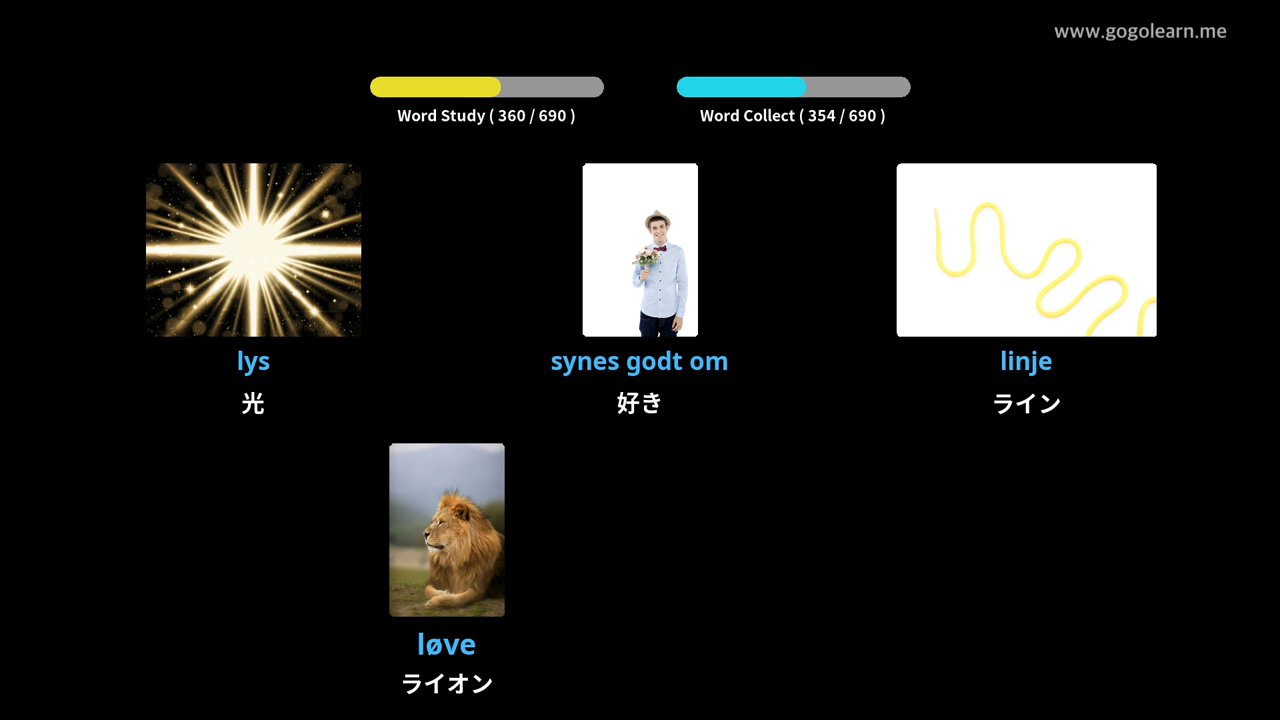 www.gogolearn.me
Word Study ( 360 / 690 )
Word Collect ( 354 / 690 )
lys
光
synes godt om
好き
linje
ライン
løve
ライオン